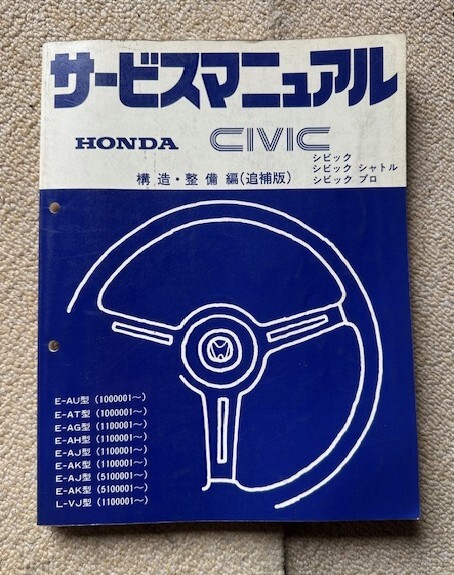 サービスマニュアル
HONDA CIVIC
シビック
シビック シャトル
シビック プロ
構造・整備編(追補版)
E-AU型 (1000001～)
E-AT型 (1000001～)
E-AG型 (1100001～)
E-AH型 (1100001～)
E-AJ型 (1100001～)
E-AK型 (1100001～)
E-AJ型 (5100001～)
E-AK型 (5100001～)
L-VJ型 (1100001～)